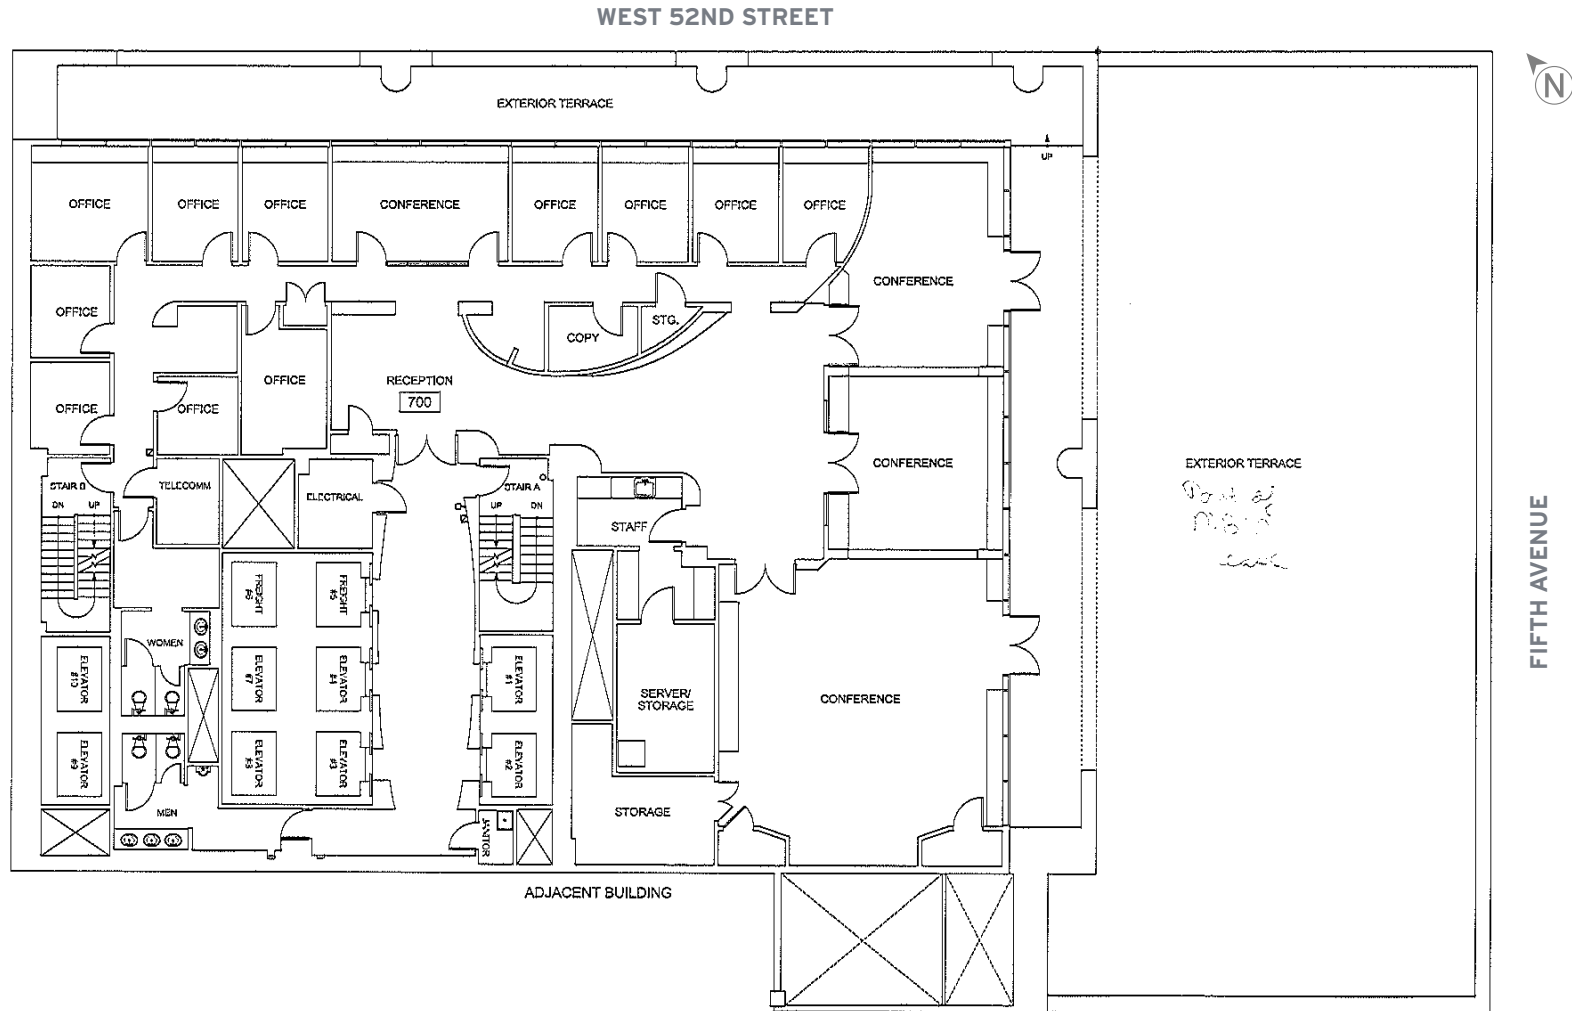 WEST 52ND STREET
N
EXTERIOR TERRACE
UP
OFFICE
OFFICE
OFFICE
CONFERENCE
OFFICE
OFFICE
OFFICE
OFFICE
CONFERENCE
OFFICE
COPY
STG.
OFFICE
RECEPTION
700
OFFICE
OFFICE
CONFERENCE
EXTERIOR TERRACE
STAIR B
DN UP
TELECOMM
ELECTRICAL
STAIR A
UP DN
STAFF
FIFTH AVENUE
FREIGHT
#6
FREIGHT
#5
WOMEN
ELEVATOR
#10
ELEVATOR
#7
ELEVATOR
#4
ELEVATOR
#1
SERVER/
STORAGE
CONFERENCE
ELEVATOR
#9
ELEVATOR
#8
ELEVATOR
#3
ELEVATOR
#2
MEN
JANITOR
STORAGE
ADJACENT BUILDING